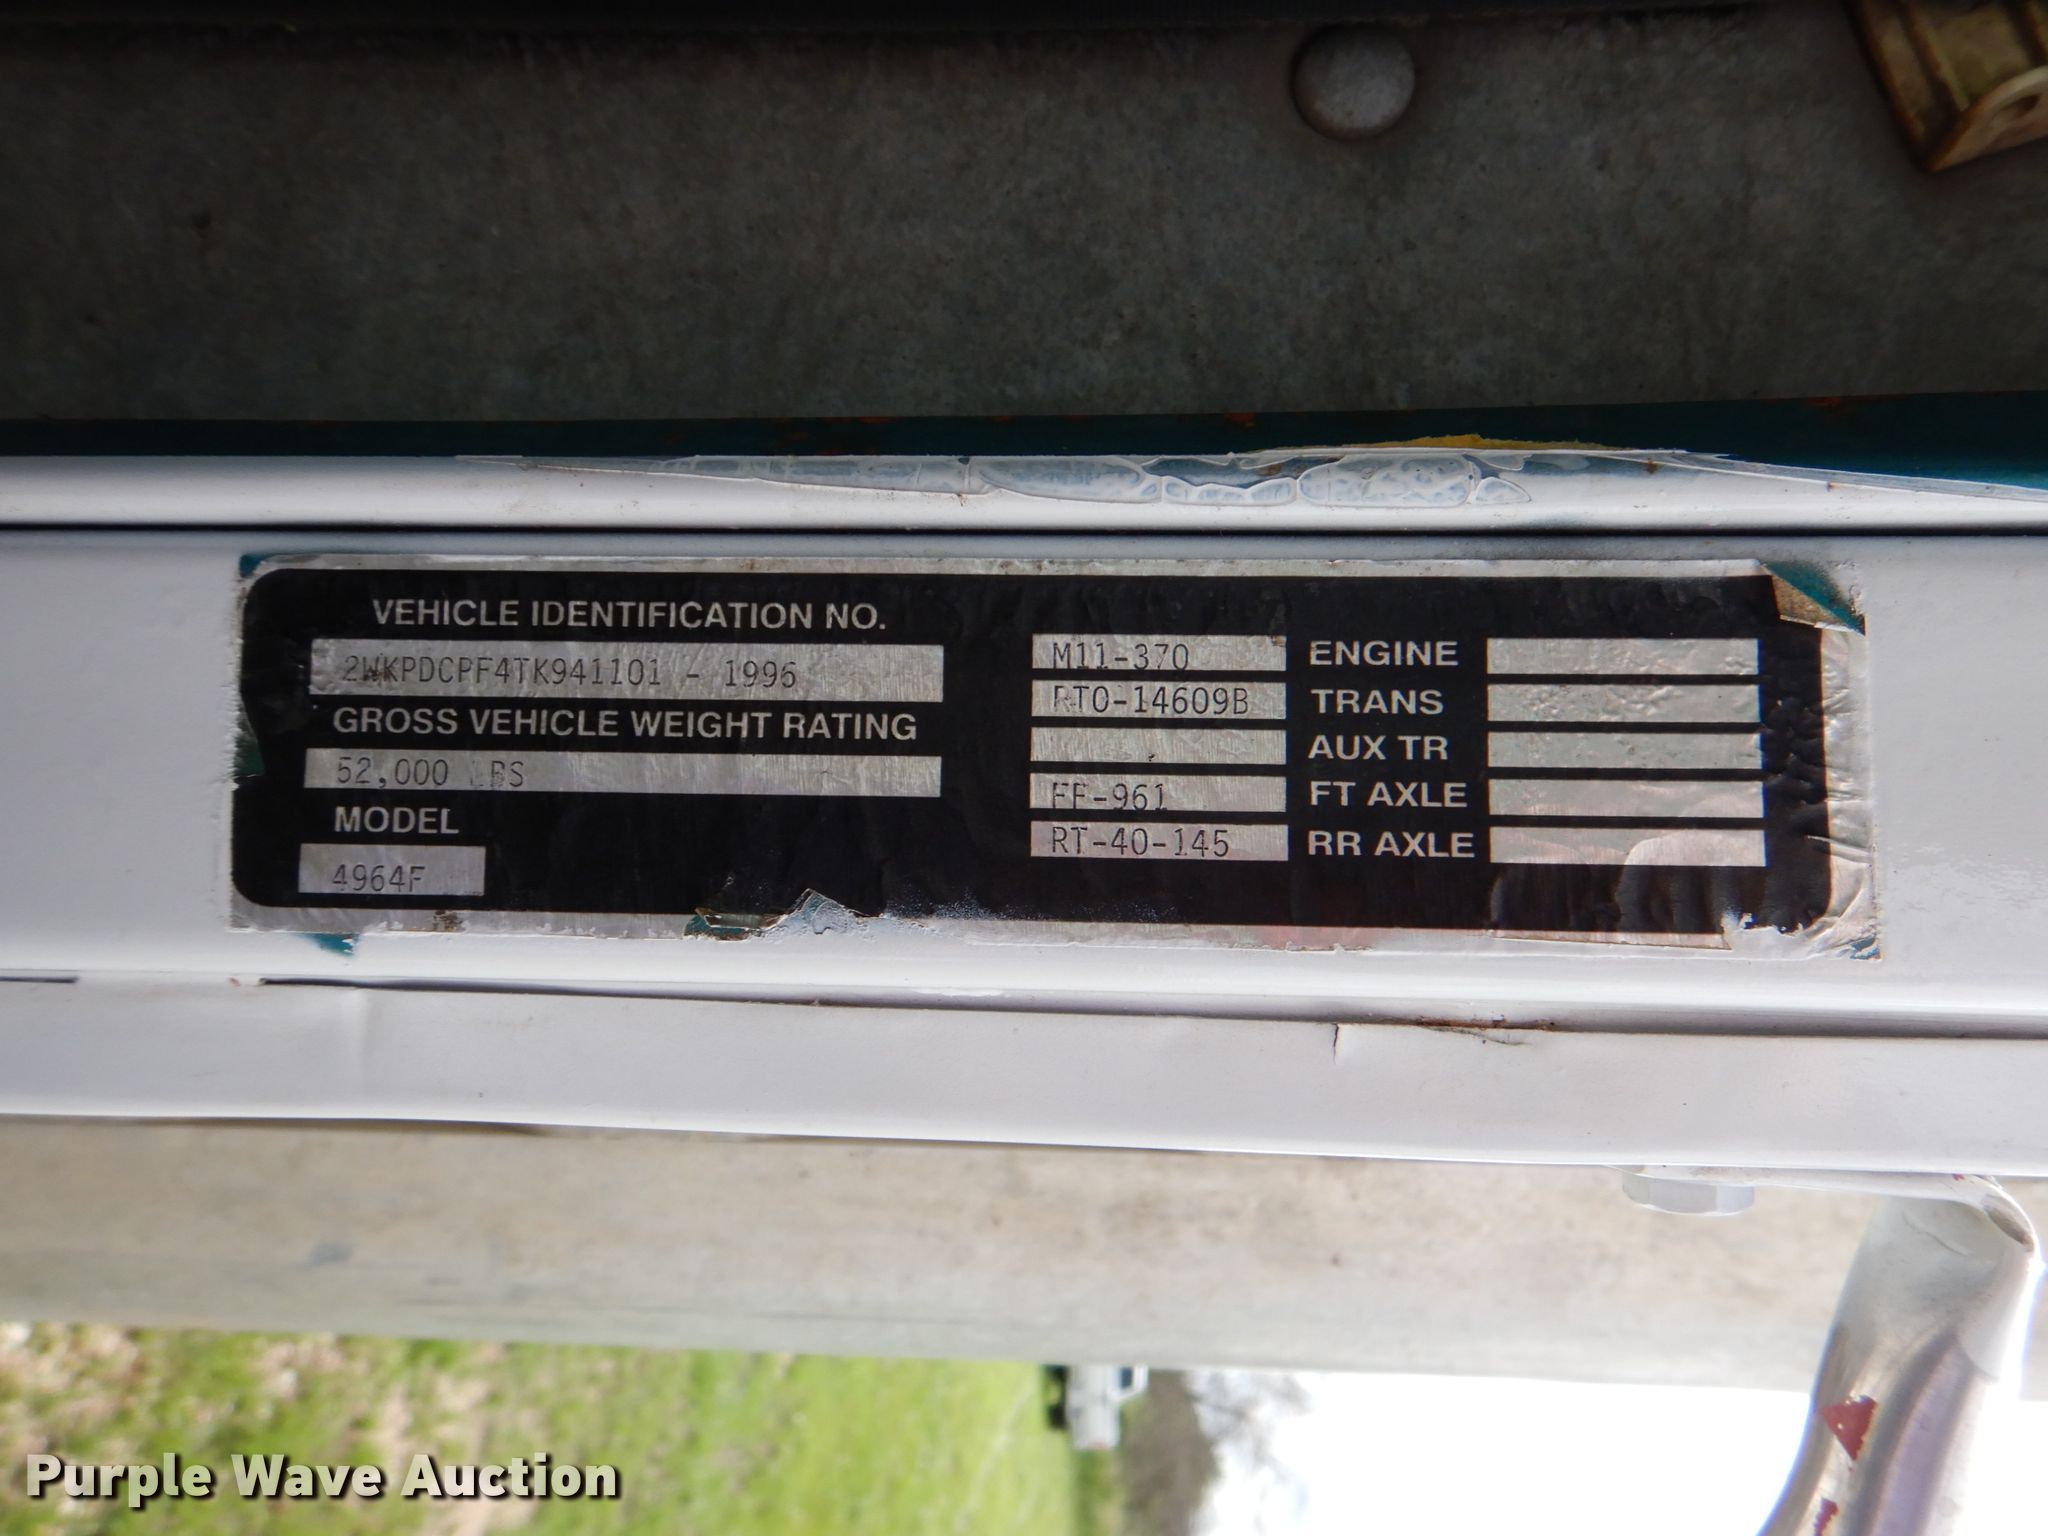 VEHICLE IDENTIFICATION NO.
2WKPDCPF4TK941101 - 1996
GROSS VEHICLE WEIGHT RATING
52,000 LBS
MODEL
4964F
M11-370 ENGINE
RTO-14609B TRANS
AUX TR
FF-961 FT AXLE
RT-40-145 RR AXLE
Purple Wave Auction